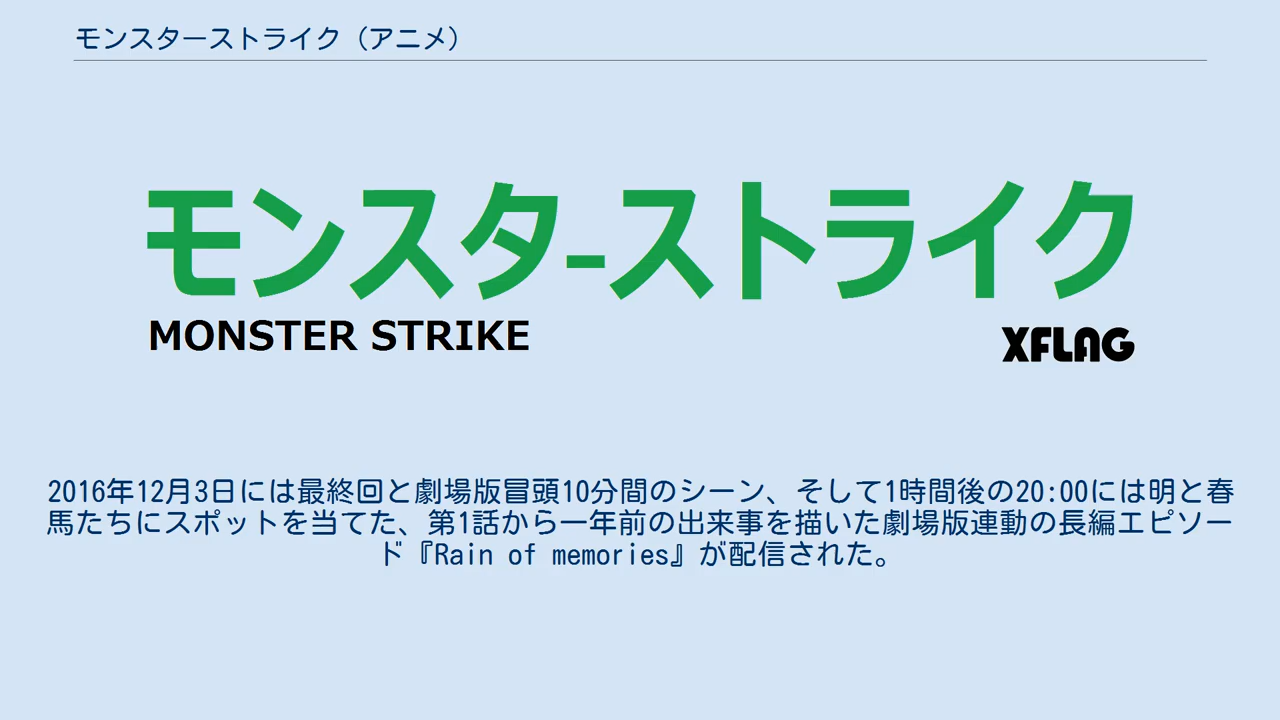 モンスターストライク（アニメ）
モンスターストライク
MONSTER STRIKE
XFLAG
2016年12月3日には最終回と劇場版冒頭10分間のシーン、そして1時間後の20:00には明と春
馬たちにスポットを当てた、第1話から一年前の出来事を描いた劇場版連動の長編エピソー
ド『Rain of memories』が配信された。